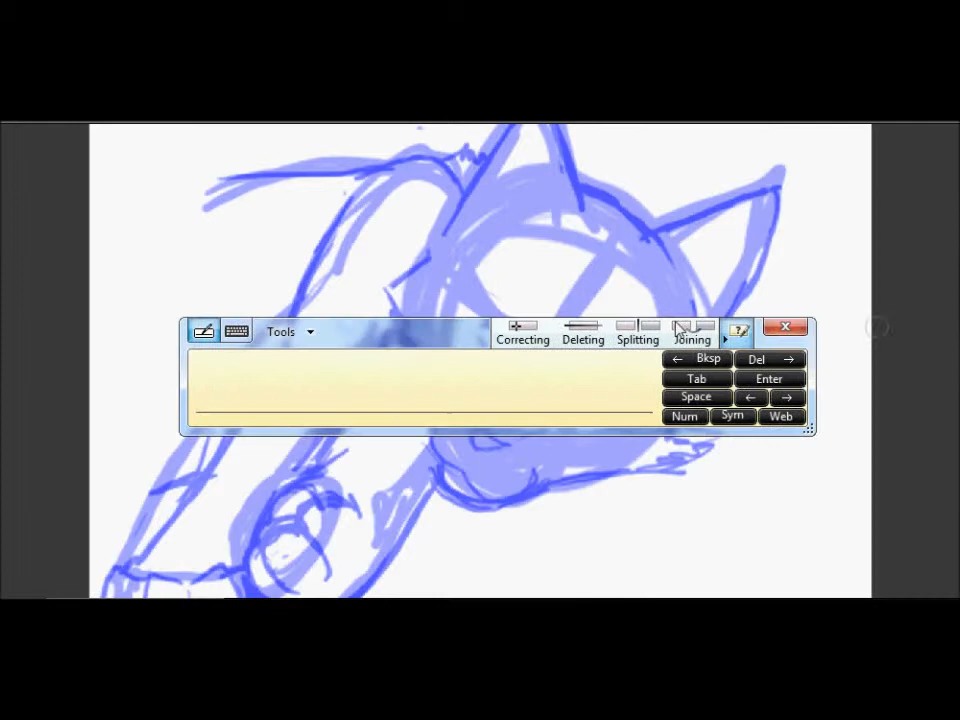 Tools
Correcting Deleting Splitting Joining
← Bksp Del →
Tab Enter
Space ← →
Num Sym Web